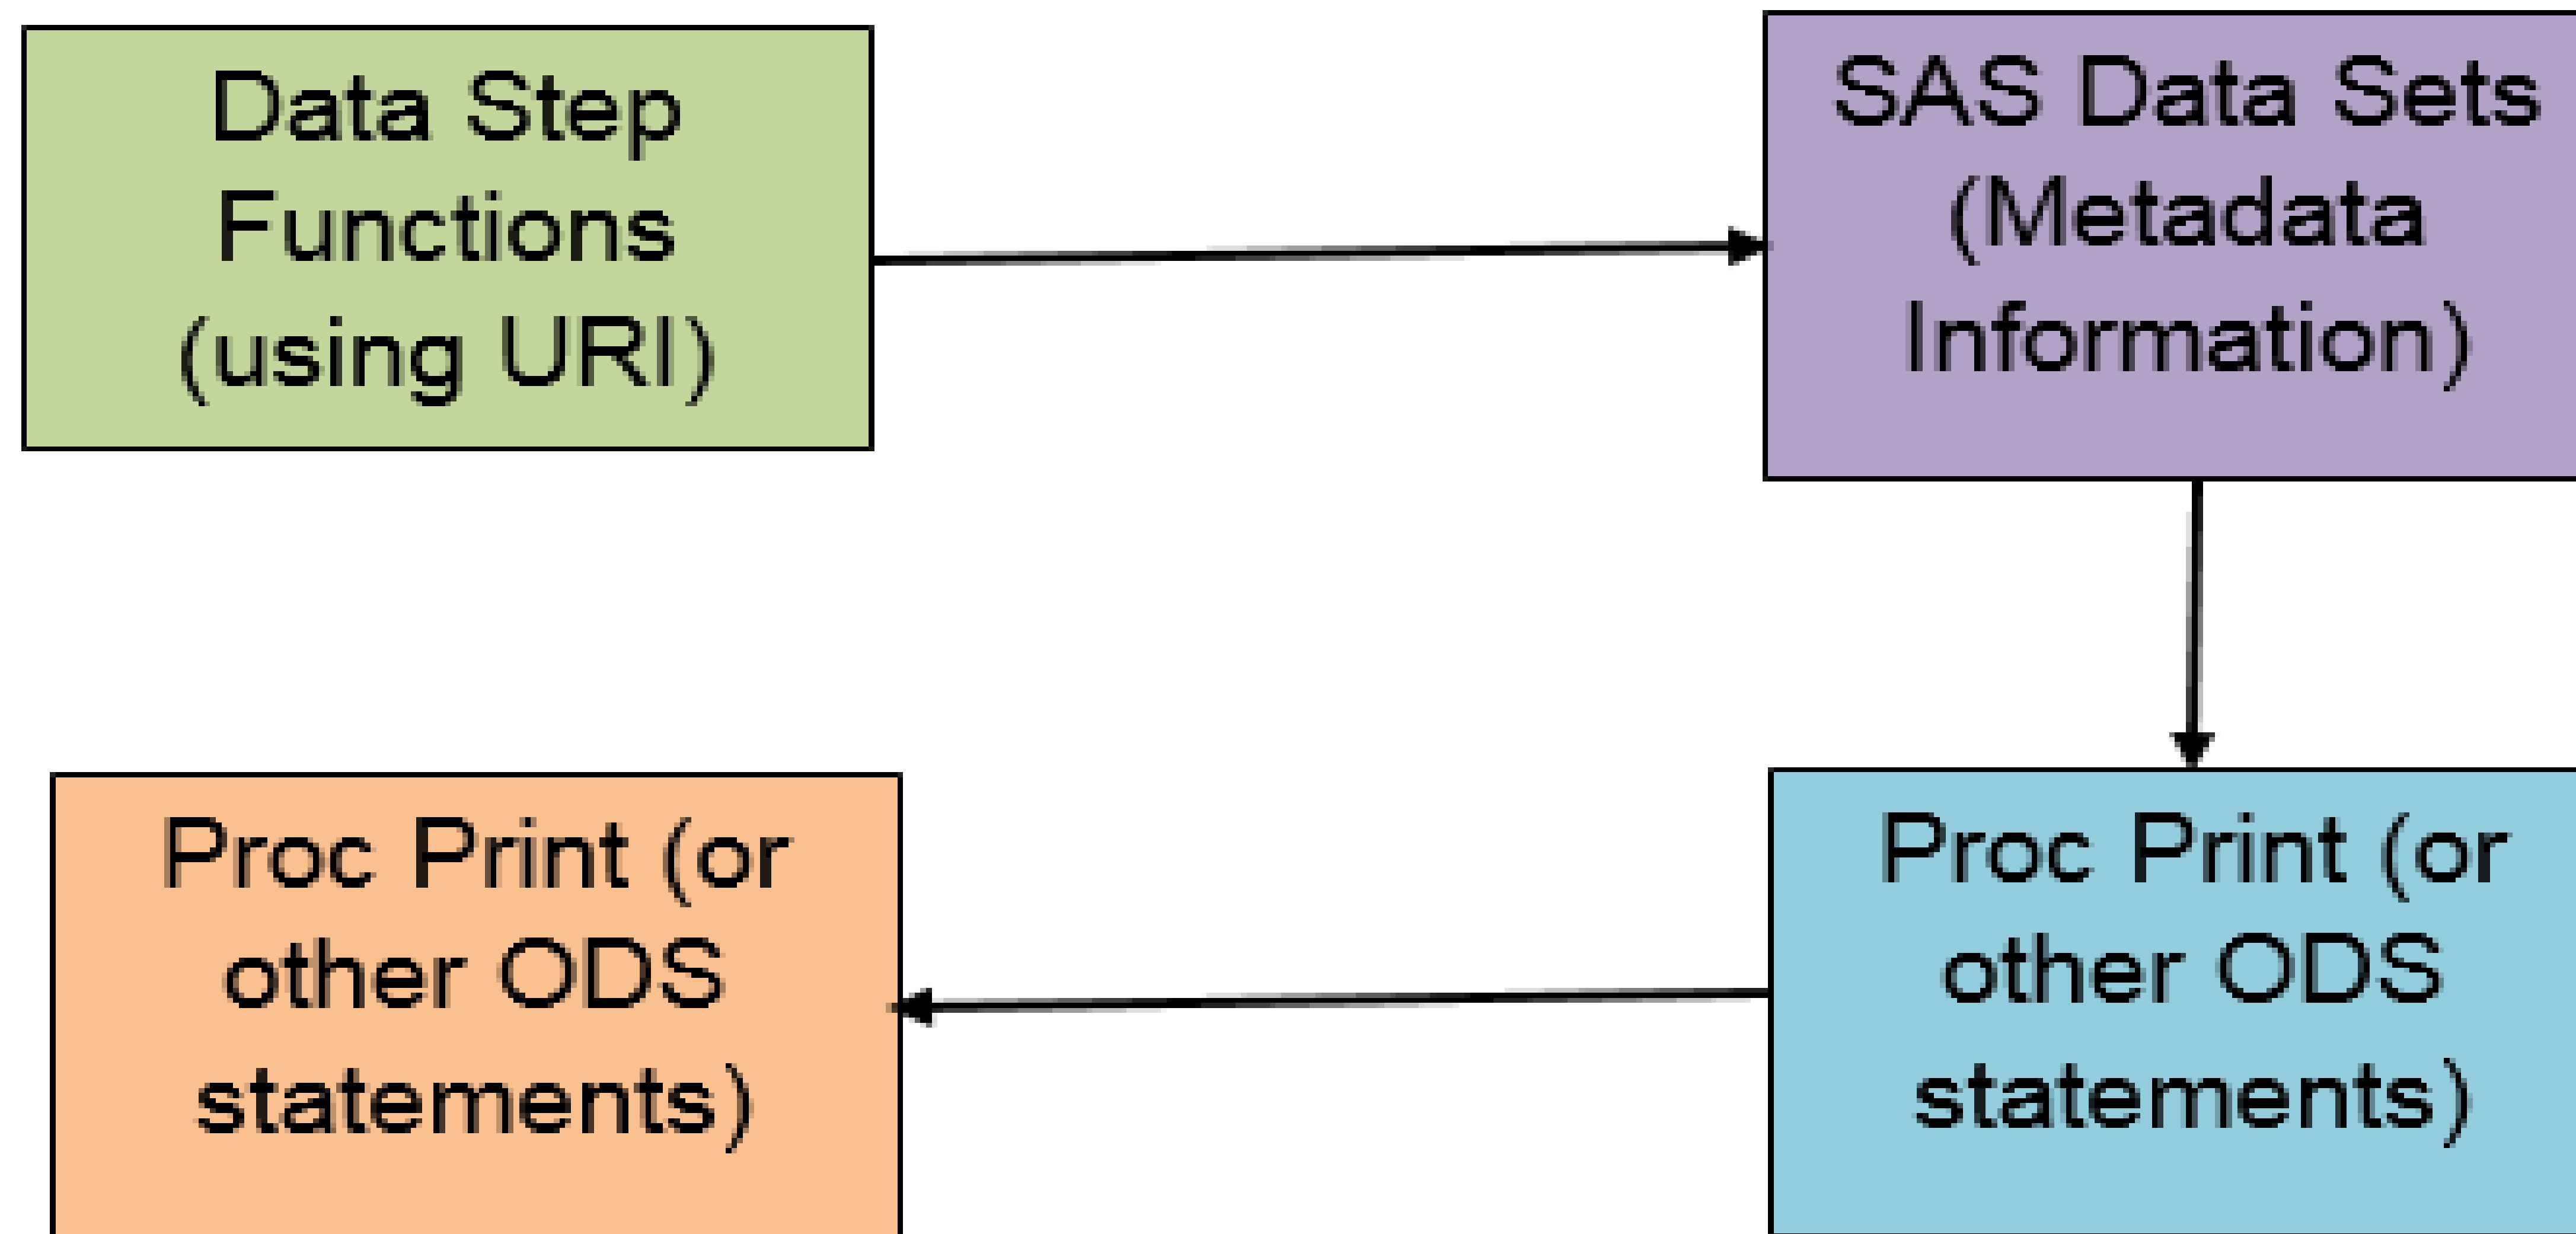 Data Step
Functions
(using URI)
SAS Data Sets
(Metadata
Information)
Proc Print (or
other ODS
statements)
Proc Print (or
other ODS
statements)